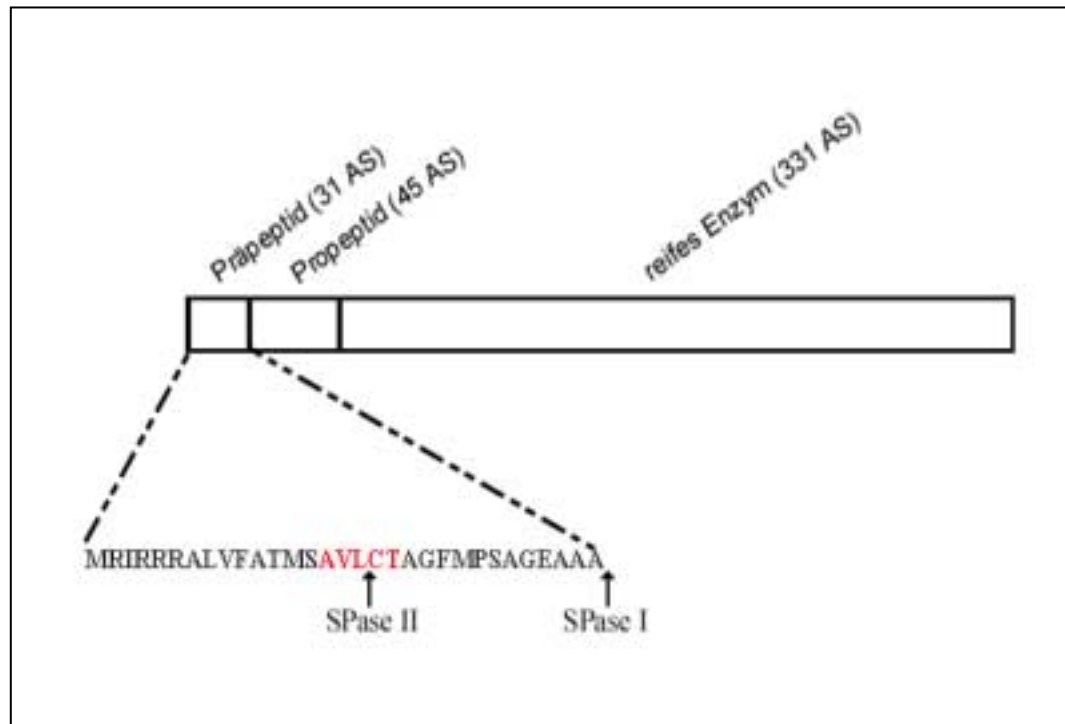 Präpeptid (31 AS)
Propeptid (45 AS)
reifes Enzym (331 AS)
MRIRRRALVFATMSAVLCTAGFMPSAGEAAA
SPase II
SPase I